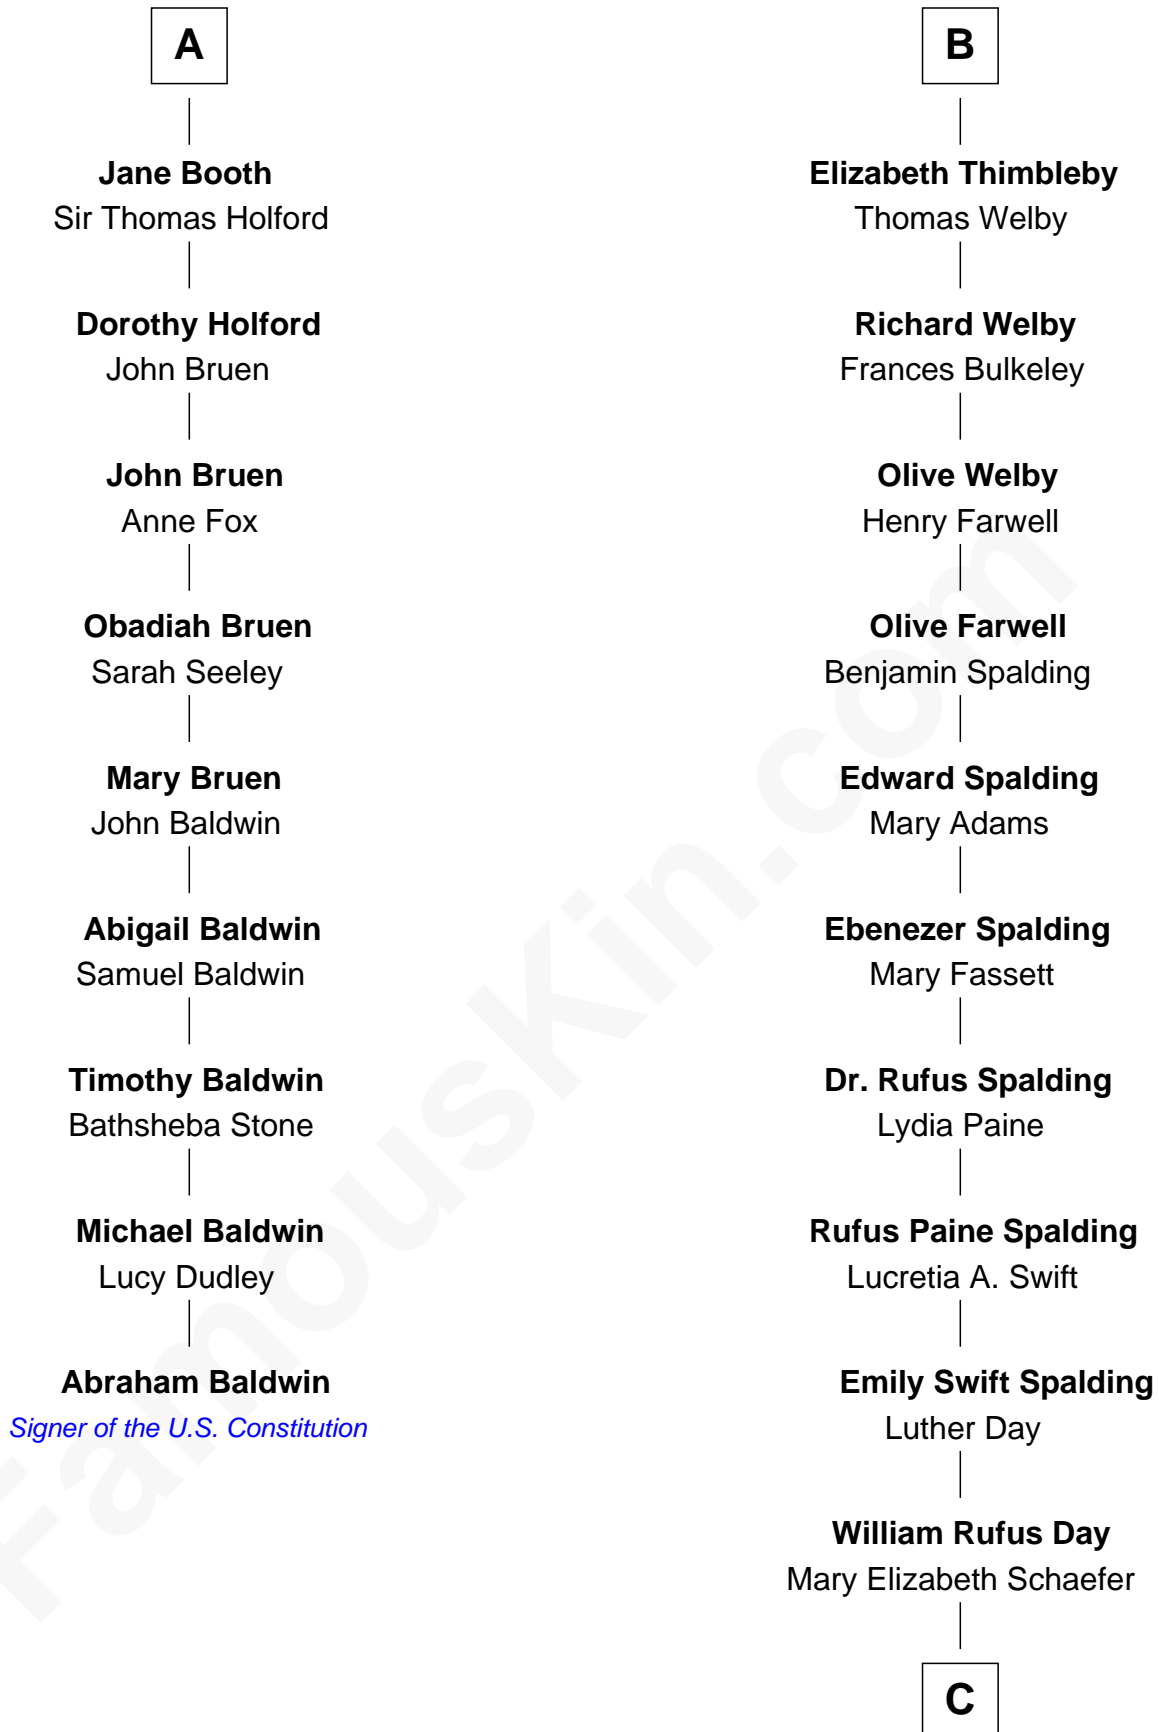 A
Jane Booth
Sir Thomas Holford
Dorothy Holford
John Bruen
John Bruen
Anne Fox
Obadiah Bruen
Sarah Seeley
Mary Bruen
John Baldwin
Abigail Baldwin
Samuel Baldwin
Timothy Baldwin
Bathsheba Stone
Michael Baldwin
Lucy Dudley
Abraham Baldwin
Signer of the U.S. Constitution
B
Elizabeth Thimbleby
Thomas Welby
Richard Welby
Frances Bulkeley
Olive Welby
Henry Farwell
Olive Farwell
Benjamin Spalding
Edward Spalding
Mary Adams
Ebenezer Spalding
Mary Fassett
Dr. Rufus Spalding
Lydia Paine
Rufus Paine Spalding
Lucretia A. Swift
Emily Swift Spalding
Luther Day
William Rufus Day
Mary Elizabeth Schaefer
C
FamousKin.com